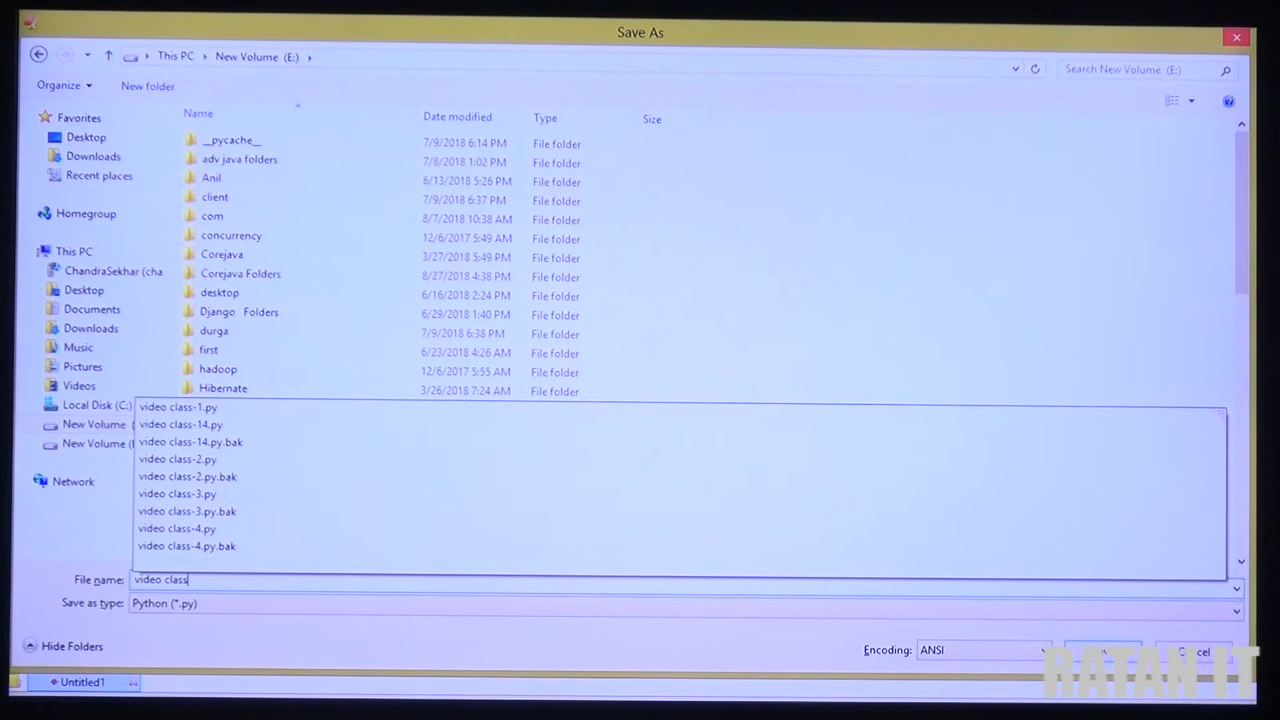 Save As
This PC
New Volume (E:)
Search New Volume (E:)
Organize
New folder
Name
Date modified
Type
Size
Favorites
Desktop
Downloads
Recent places
Homegroup
This PC
ChandraSekhar (cha
Desktop
Documents
Downloads
Music
Pictures
Videos
Local Disk (C:)
New Volume (
New Volume (
Network
__pycache__ 7/9/2018 6:14 PM File folder
adv java folders 7/8/2018 1:02 PM File folder
Anil 6/13/2018 5:26 PM File folder
client 7/9/2018 6:37 PM File folder
com 8/7/2018 10:38 AM File folder
concurrency 12/6/2017 5:49 AM File folder
Corejava 3/27/2018 5:49 PM File folder
Corejava Folders 8/27/2018 4:38 PM File folder
desktop 6/16/2018 2:24 PM File folder
Django Folders 6/29/2018 1:40 PM File folder
durga 7/9/2018 6:38 PM File folder
first 6/23/2018 4:26 AM File folder
hadoop 12/6/2017 5:55 AM File folder
Hibernate 3/26/2018 7:24 AM File folder
video class-1.py
video class-14.py
video class-14.py.bak
video class-2.py
video class-2.py.bak
video class-3.py
video class-3.py.bak
video class-4.py
video class-4.py.bak
File name: video class
Save as type: Python (*.py)
Hide Folders
Encoding: ANSI
Cancel
RATAN IT
Untitled1